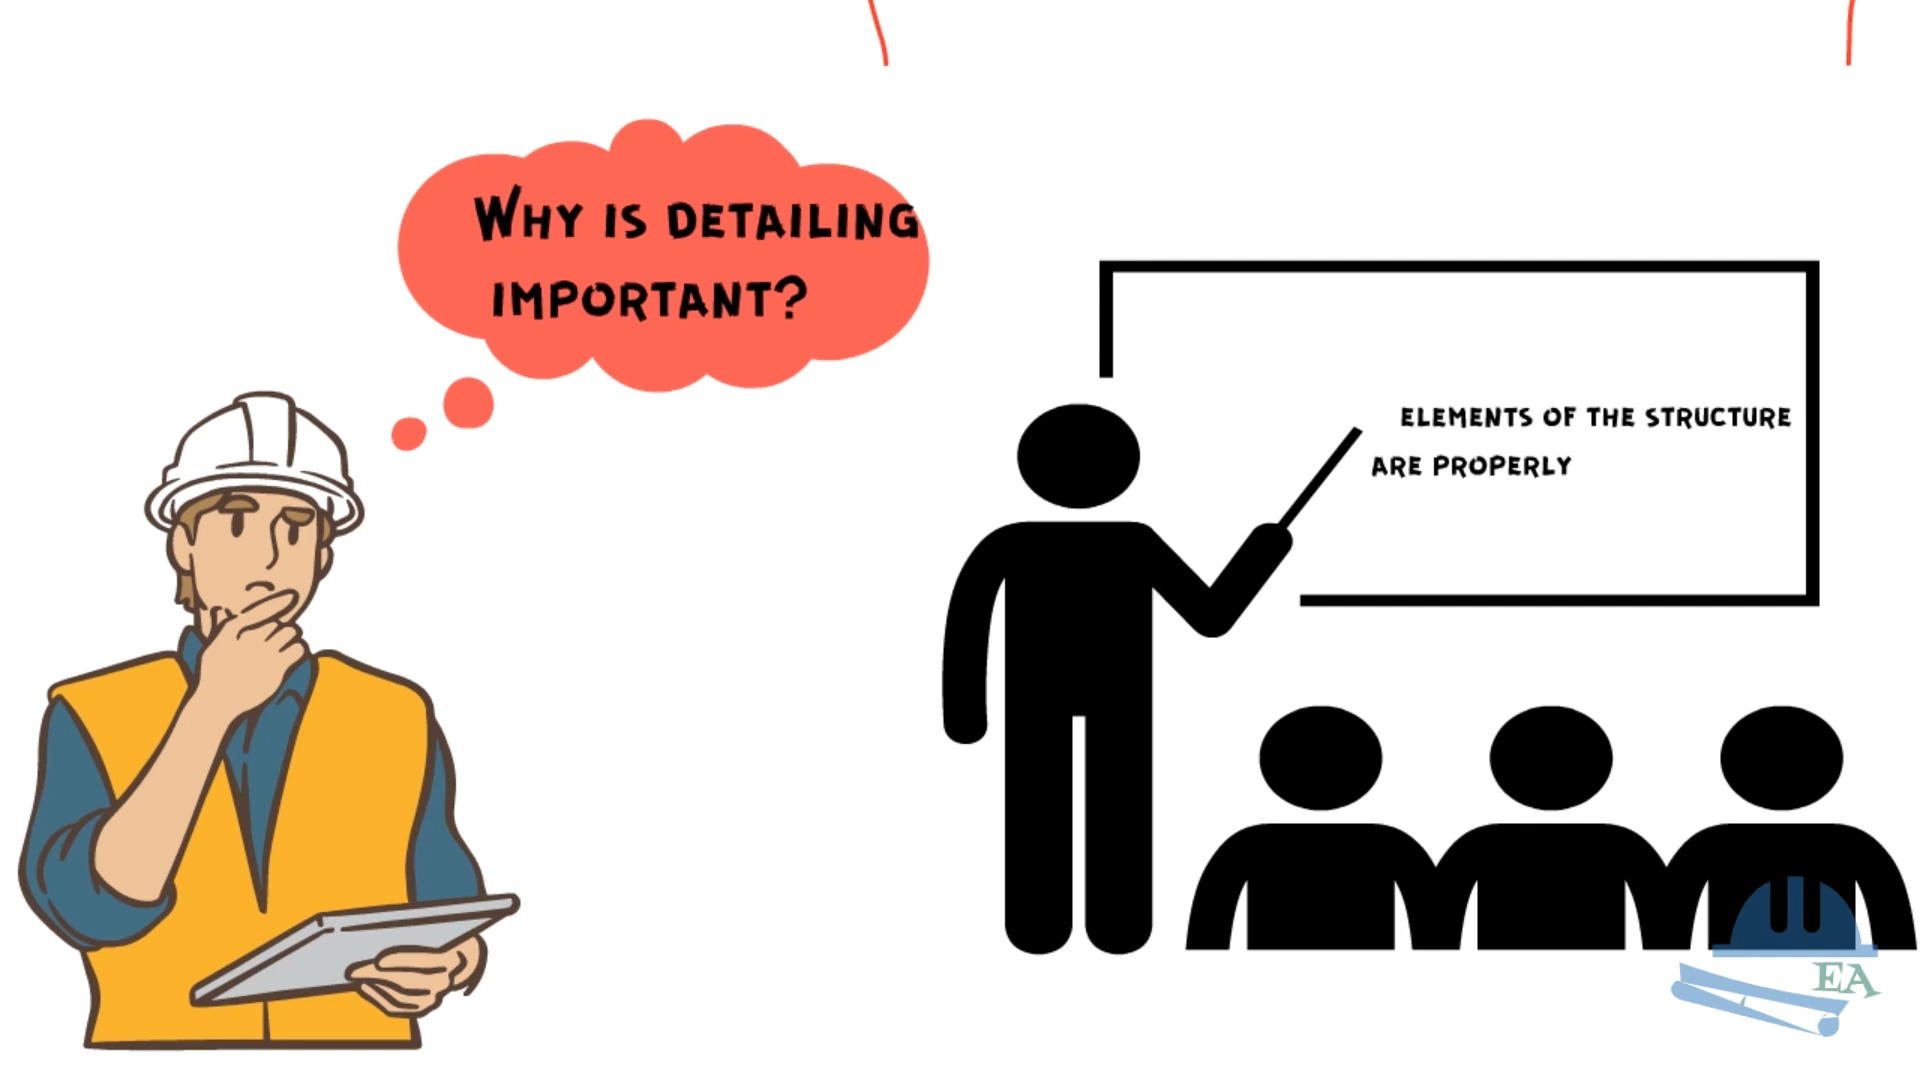 Why is detailing
important?
elements of the structure
are properly
EA